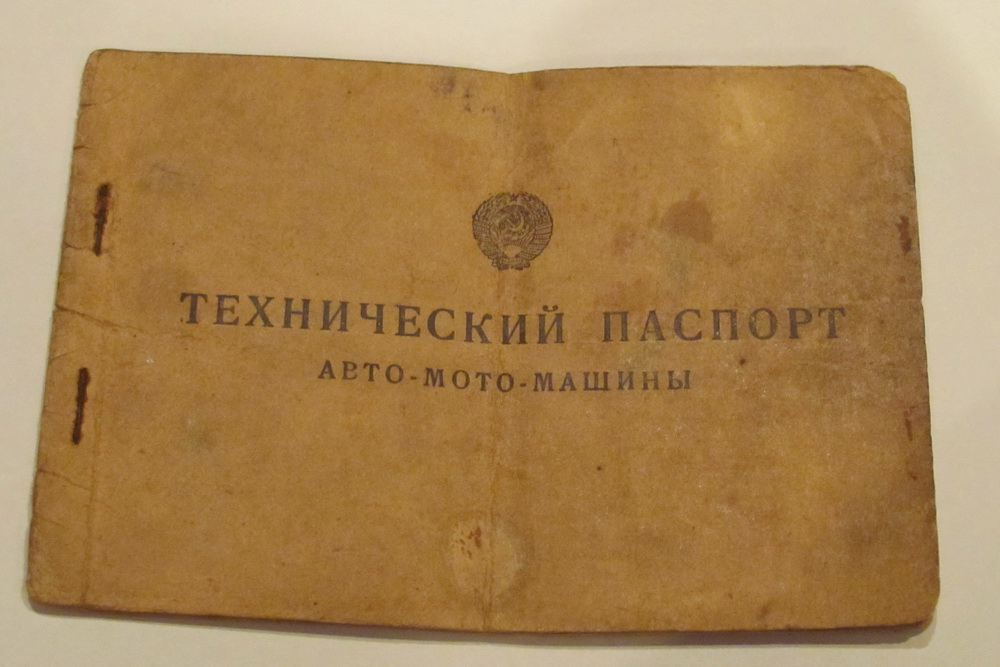 ТЕХНИЧЕСКИЙ ПАСПОРТ
АВТО-МОТО-МАШИНЫ